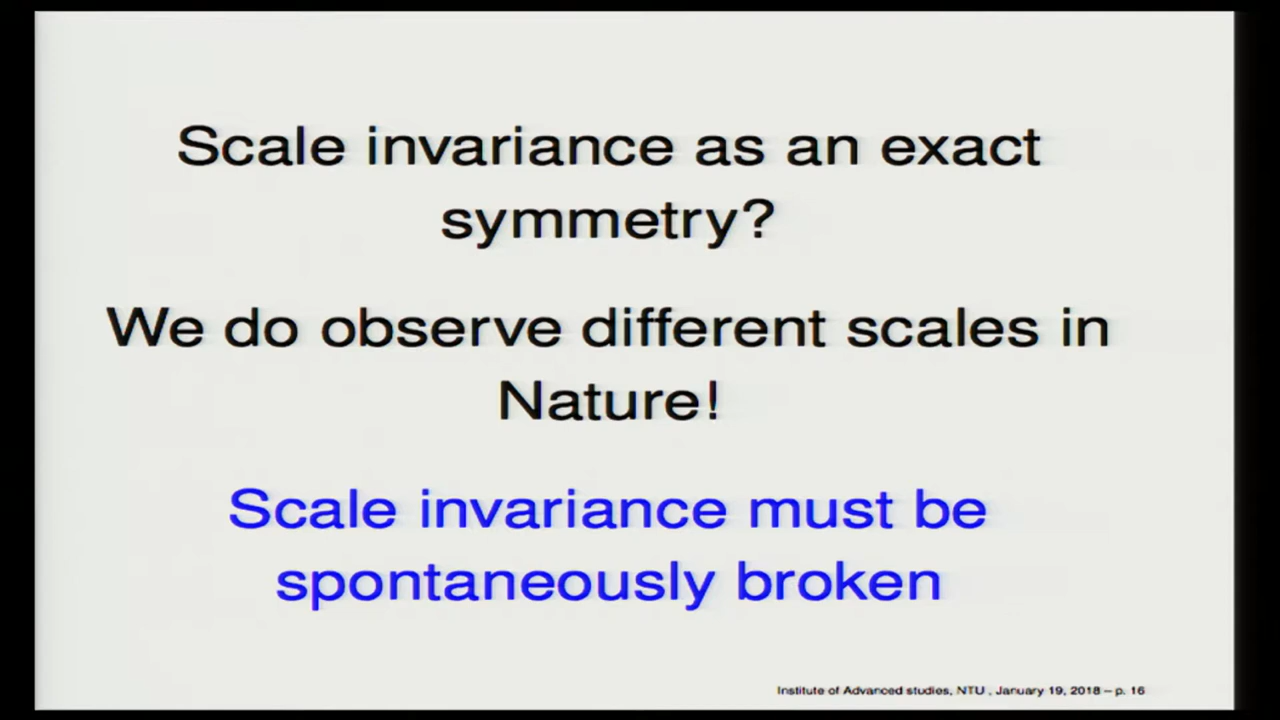 Scale invariance as an exact
symmetry?
We do observe different scales in
Nature!
Scale invariance must be
spontaneously broken
Institute of Advanced studies, NTU , January 19, 2018 – p. 16